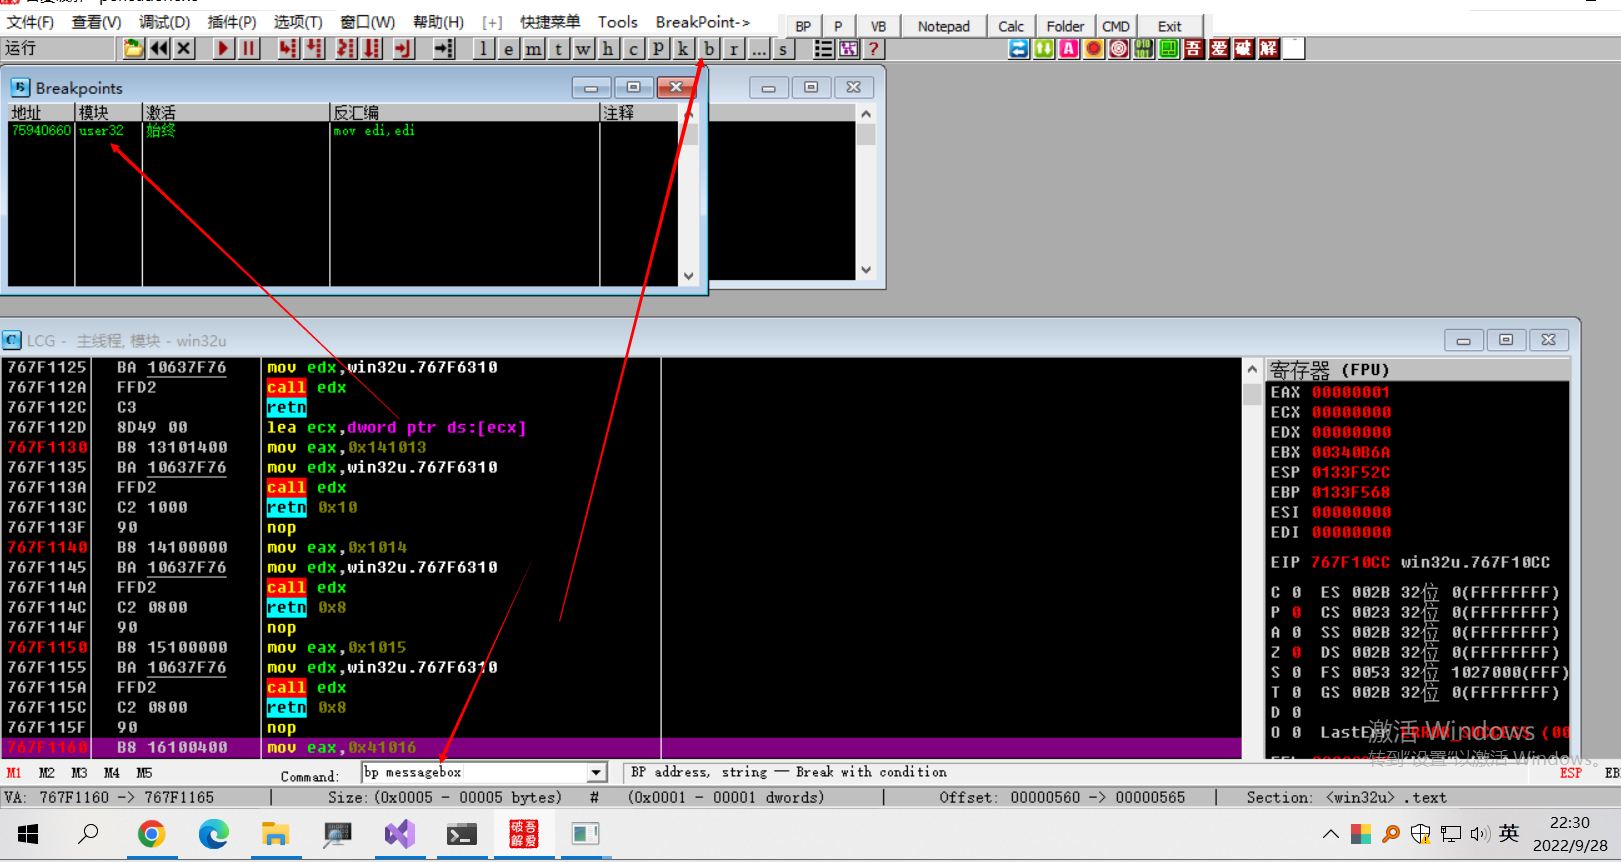 文件(F) 查看(V) 调试(D) 插件(P) 选项(T) 窗口(W) 帮助(H) [+] 快捷菜单 Tools BreakPoint-> BP P VB Notepad Calc Folder CMD Exit
运行 l e m t w h c p k b r ... s ? A 吾 爱 破 解
B Breakpoints
地址 模块 激活 反汇编 注释
75940660 user32 始终 mov edi,edi
C LCG - 主线程, 模块 - win32u
767F1125 BA 10637F76 mov edx,win32u.767F6310
767F112A FFD2 call edx
767F112C C3 retn
767F112D 8D49 00 lea ecx,dword ptr ds:[ecx]
767F1130 B8 13101400 mov eax,0x141013
767F1135 BA 10637F76 mov edx,win32u.767F6310
767F113A FFD2 call edx
767F113C C2 1000 retn 0x10
767F113F 90 nop
767F1140 B8 14100000 mov eax,0x1014
767F1145 BA 10637F76 mov edx,win32u.767F6310
767F114A FFD2 call edx
767F114C C2 0800 retn 0x8
767F114F 90 nop
767F1150 B8 15100000 mov eax,0x1015
767F1155 BA 10637F76 mov edx,win32u.767F6310
767F115A FFD2 call edx
767F115C C2 0800 retn 0x8
767F115F 90 nop
767F1160 B8 16100400 mov eax,0x41016
寄存器 (FPU)
EAX 00000001
ECX 00000000
EDX 00000000
EBX 00340B6A
ESP 0133F52C
EBP 0133F568
ESI 00000000
EDI 00000000
EIP 767F10CC win32u.767F10CC
C 0 ES 002B 32位 0(FFFFFFFF)
P 0 CS 0023 32位 0(FFFFFFFF)
A 0 SS 002B 32位 0(FFFFFFFF)
Z 0 DS 002B 32位 0(FFFFFFFF)
S 0 FS 0053 32位 1027000(FFF)
T 0 GS 002B 32位 0(FFFFFFFF)
D 0
O 0 LastErr ERROR_SUCCESS (00
激活 Windows
转到"设置"以激活 Windows。
M1 M2 M3 M4 M5 Command: bp messagebox BP address, string — Break with condition ESP EB
VA: 767F1160 -> 767F1165 | Size:(0x0005 - 00005 bytes) # (0x0001 - 00001 dwords) | Offset: 00000560 -> 00000565 | Section: <win32u> .text
破吾
解爱
英
22:30
2022/9/28